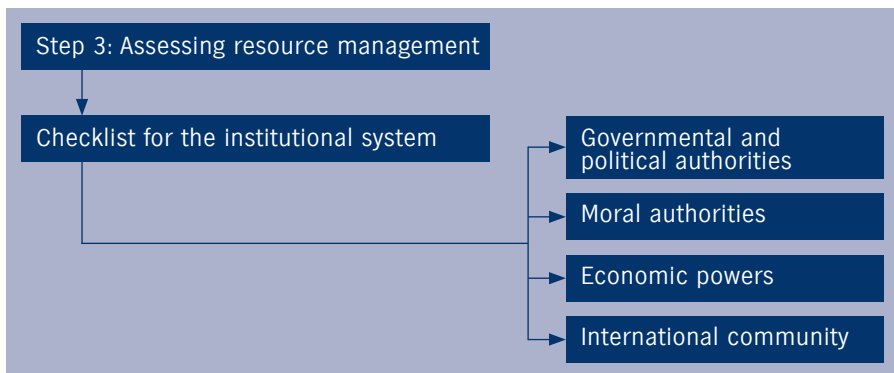 Step 3: Assessing resource management
Checklist for the institutional system
Governmental and
political authorities
Moral authorities
Economic powers
International community